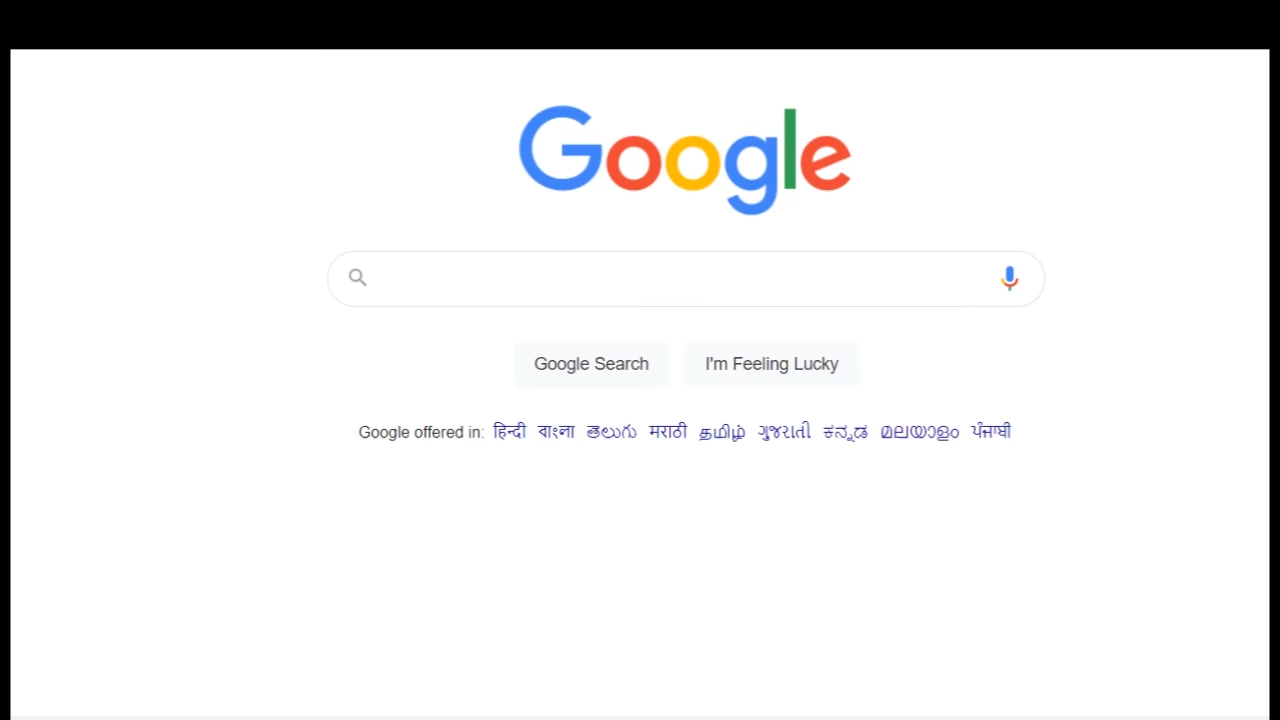 Google
Google Search
I'm Feeling Lucky
Google offered in: हिन्दी বাংলা తెలుగు मराठी தமிழ் ગુજરાતી ಕನ್ನಡ മലയാളം ਪੰਜਾਬੀ